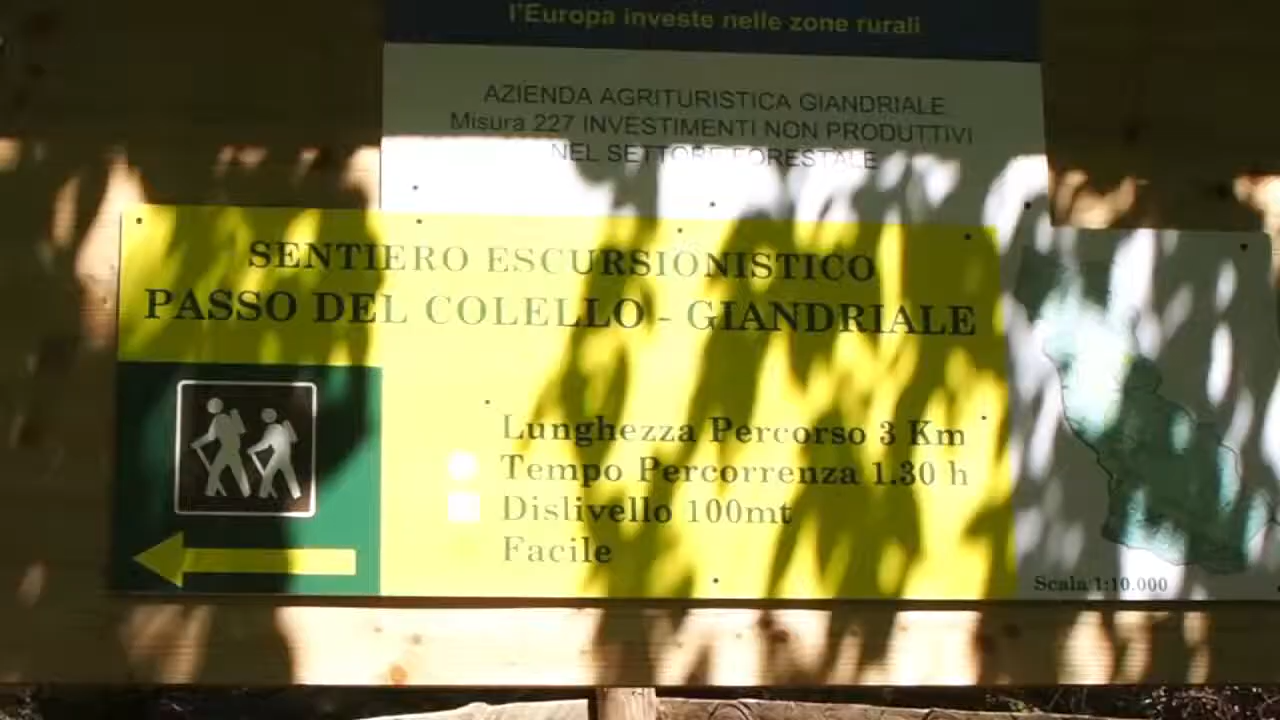 l'Europa investe nelle zone rurali
AZIENDA AGRITURISTICA GIANDRIALE
Misura 227 INVESTIMENTI NON PRODUTTIVI
NEL SETTORE FORESTALE
SENTIERO ESCURSIONISTICO
PASSO DEL COLELLO - GIANDRIALE
Lunghezza Percorso 3 Km
Tempo Percorrenza 1.30 h
Dislivello 100mt
Facile
Scala 1:10.000